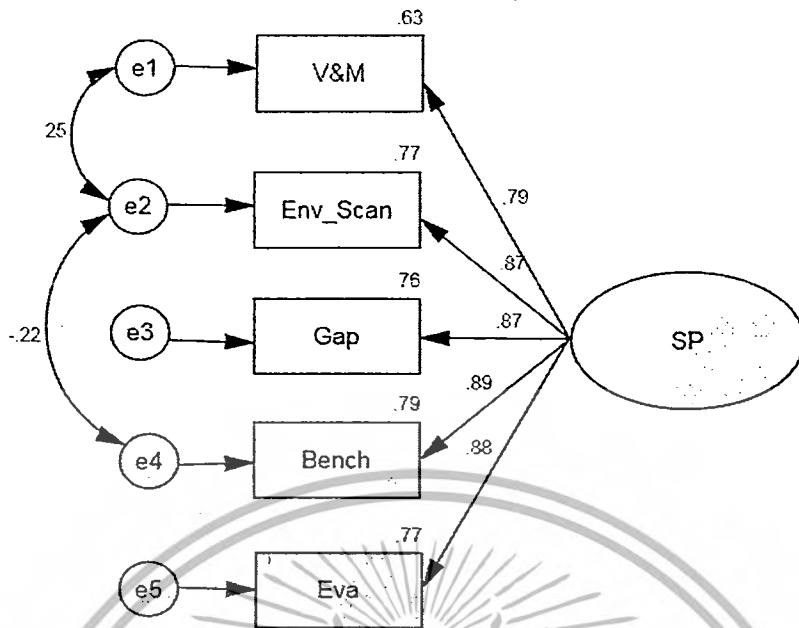 .63
e1
V&M
25
.77
.79
e2
Env_Scan
.87
76
-.22
e3
Gap
.87
SP
.79
.89
e4
Bench
.88
.77
e5
Eva